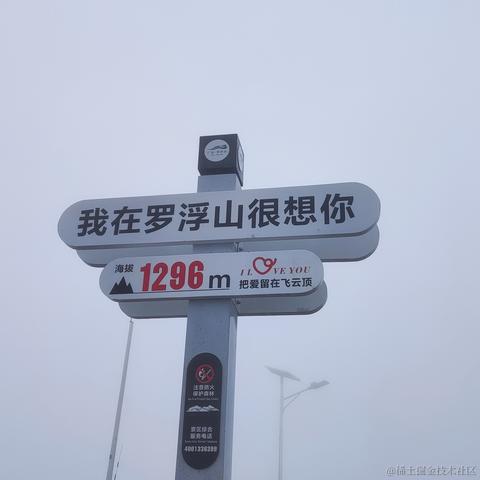 我在罗浮山很想你
海拔 1296 m
I LOVE YOU
把爱留在飞云顶
注意防火
保护森林
景区综合
服务电话
4001336399
@稀土掘金技术社区